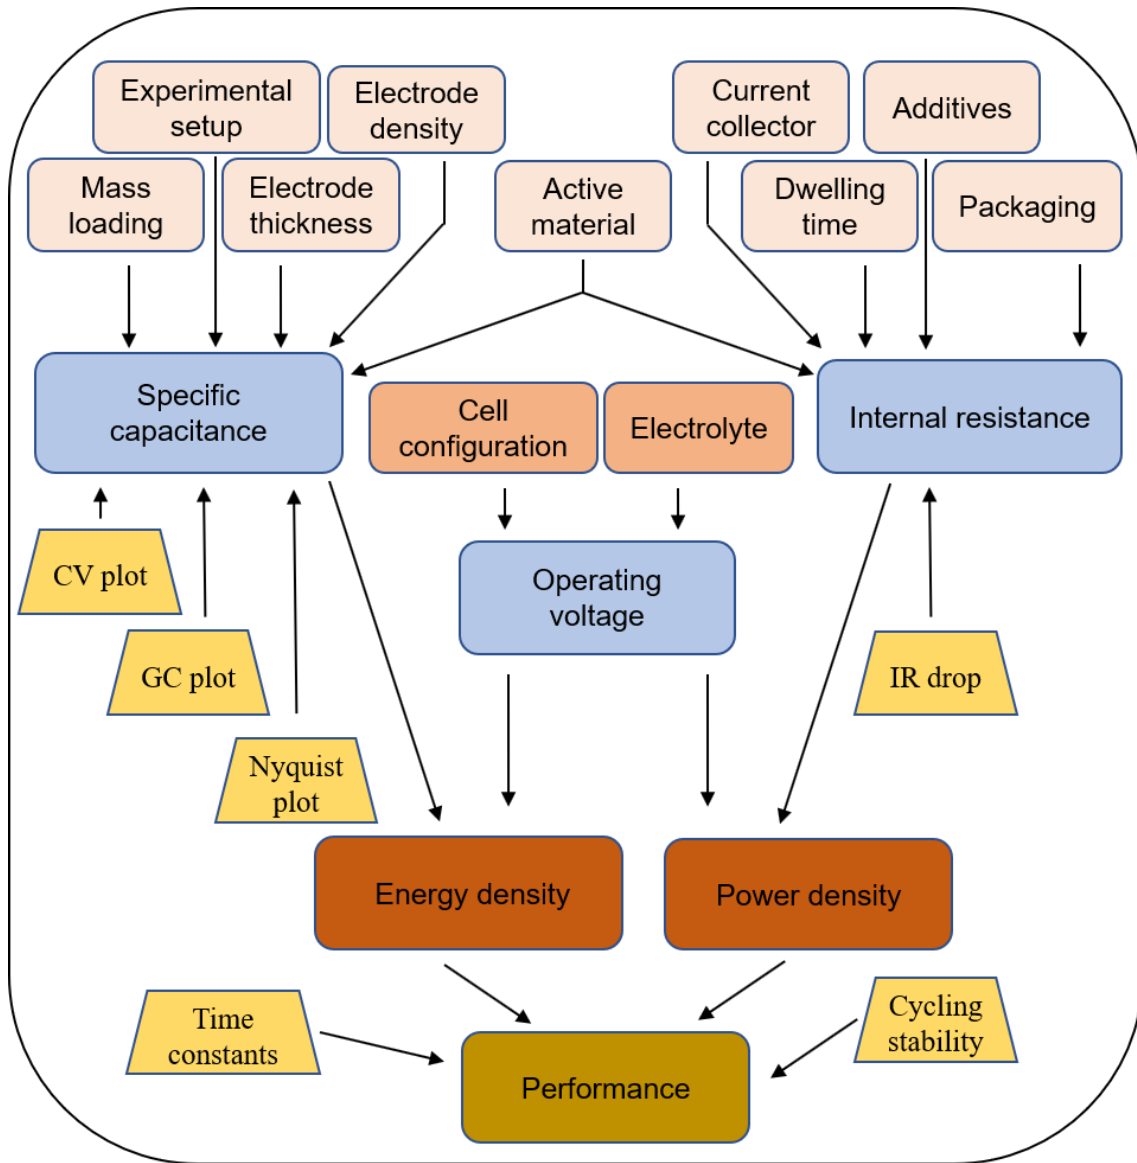 Experimental
setup
Electrode
density
Current
collector
Additives
Mass
loading
Electrode
thickness
Active
material
Dwelling
time
Packaging
Specific
capacitance
Cell
configuration
Electrolyte
Internal resistance
CV plot
Operating
voltage
GC plot
IR drop
Nyquist
plot
Energy density
Power density
Time
constants
Cycling
stability
Performance